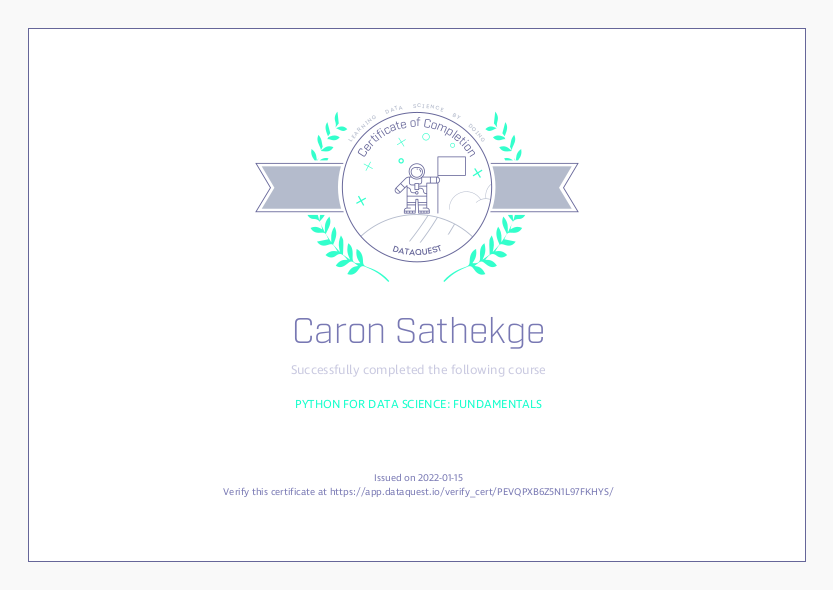 LEARNING DATA SCIENCE BY DOING
Certificate of Completion
DATAQUEST
Caron Sathekge
Successfully completed the following course
PYTHON FOR DATA SCIENCE: FUNDAMENTALS
Issued on 2022-01-15
Verify this certificate at https://app.dataquest.io/verify_cert/PEVQPXB6Z5N1L97FKHYS/